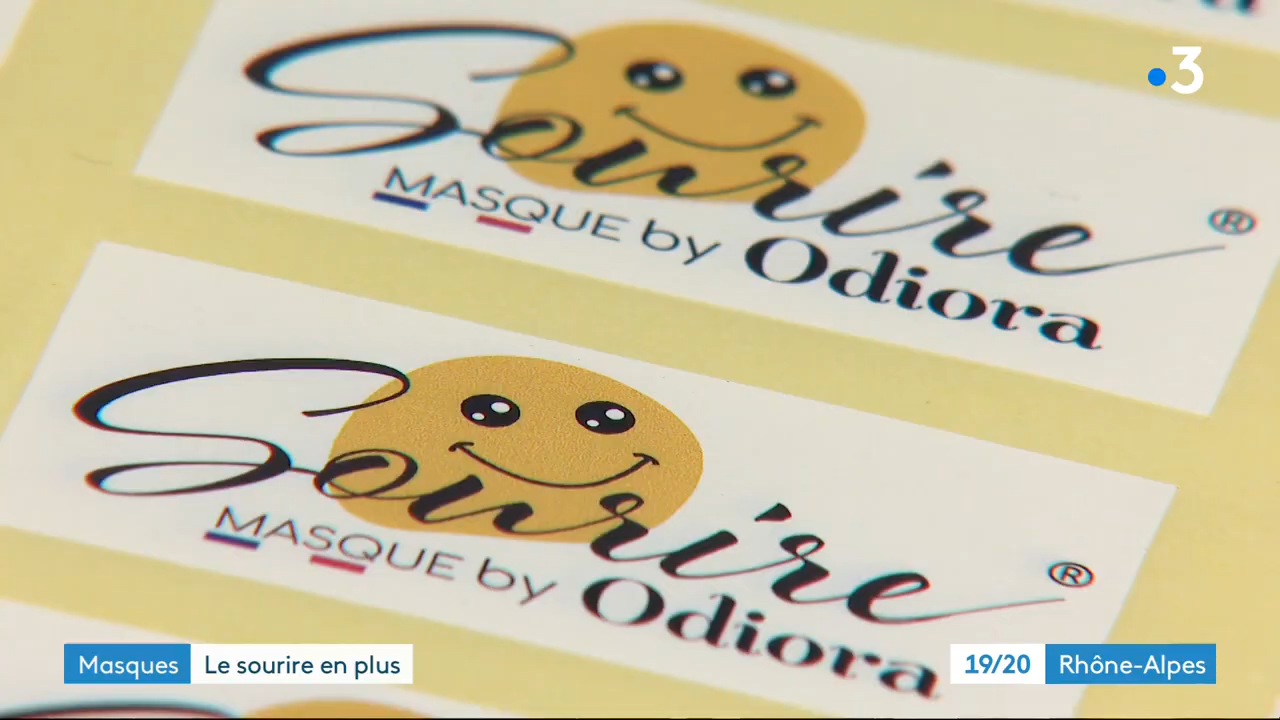 3
Sourire ®
MASQUE by Odiora
Sourire ®
MASQUE by Odiora
Masques Le sourire en plus
19/20 Rhône-Alpes